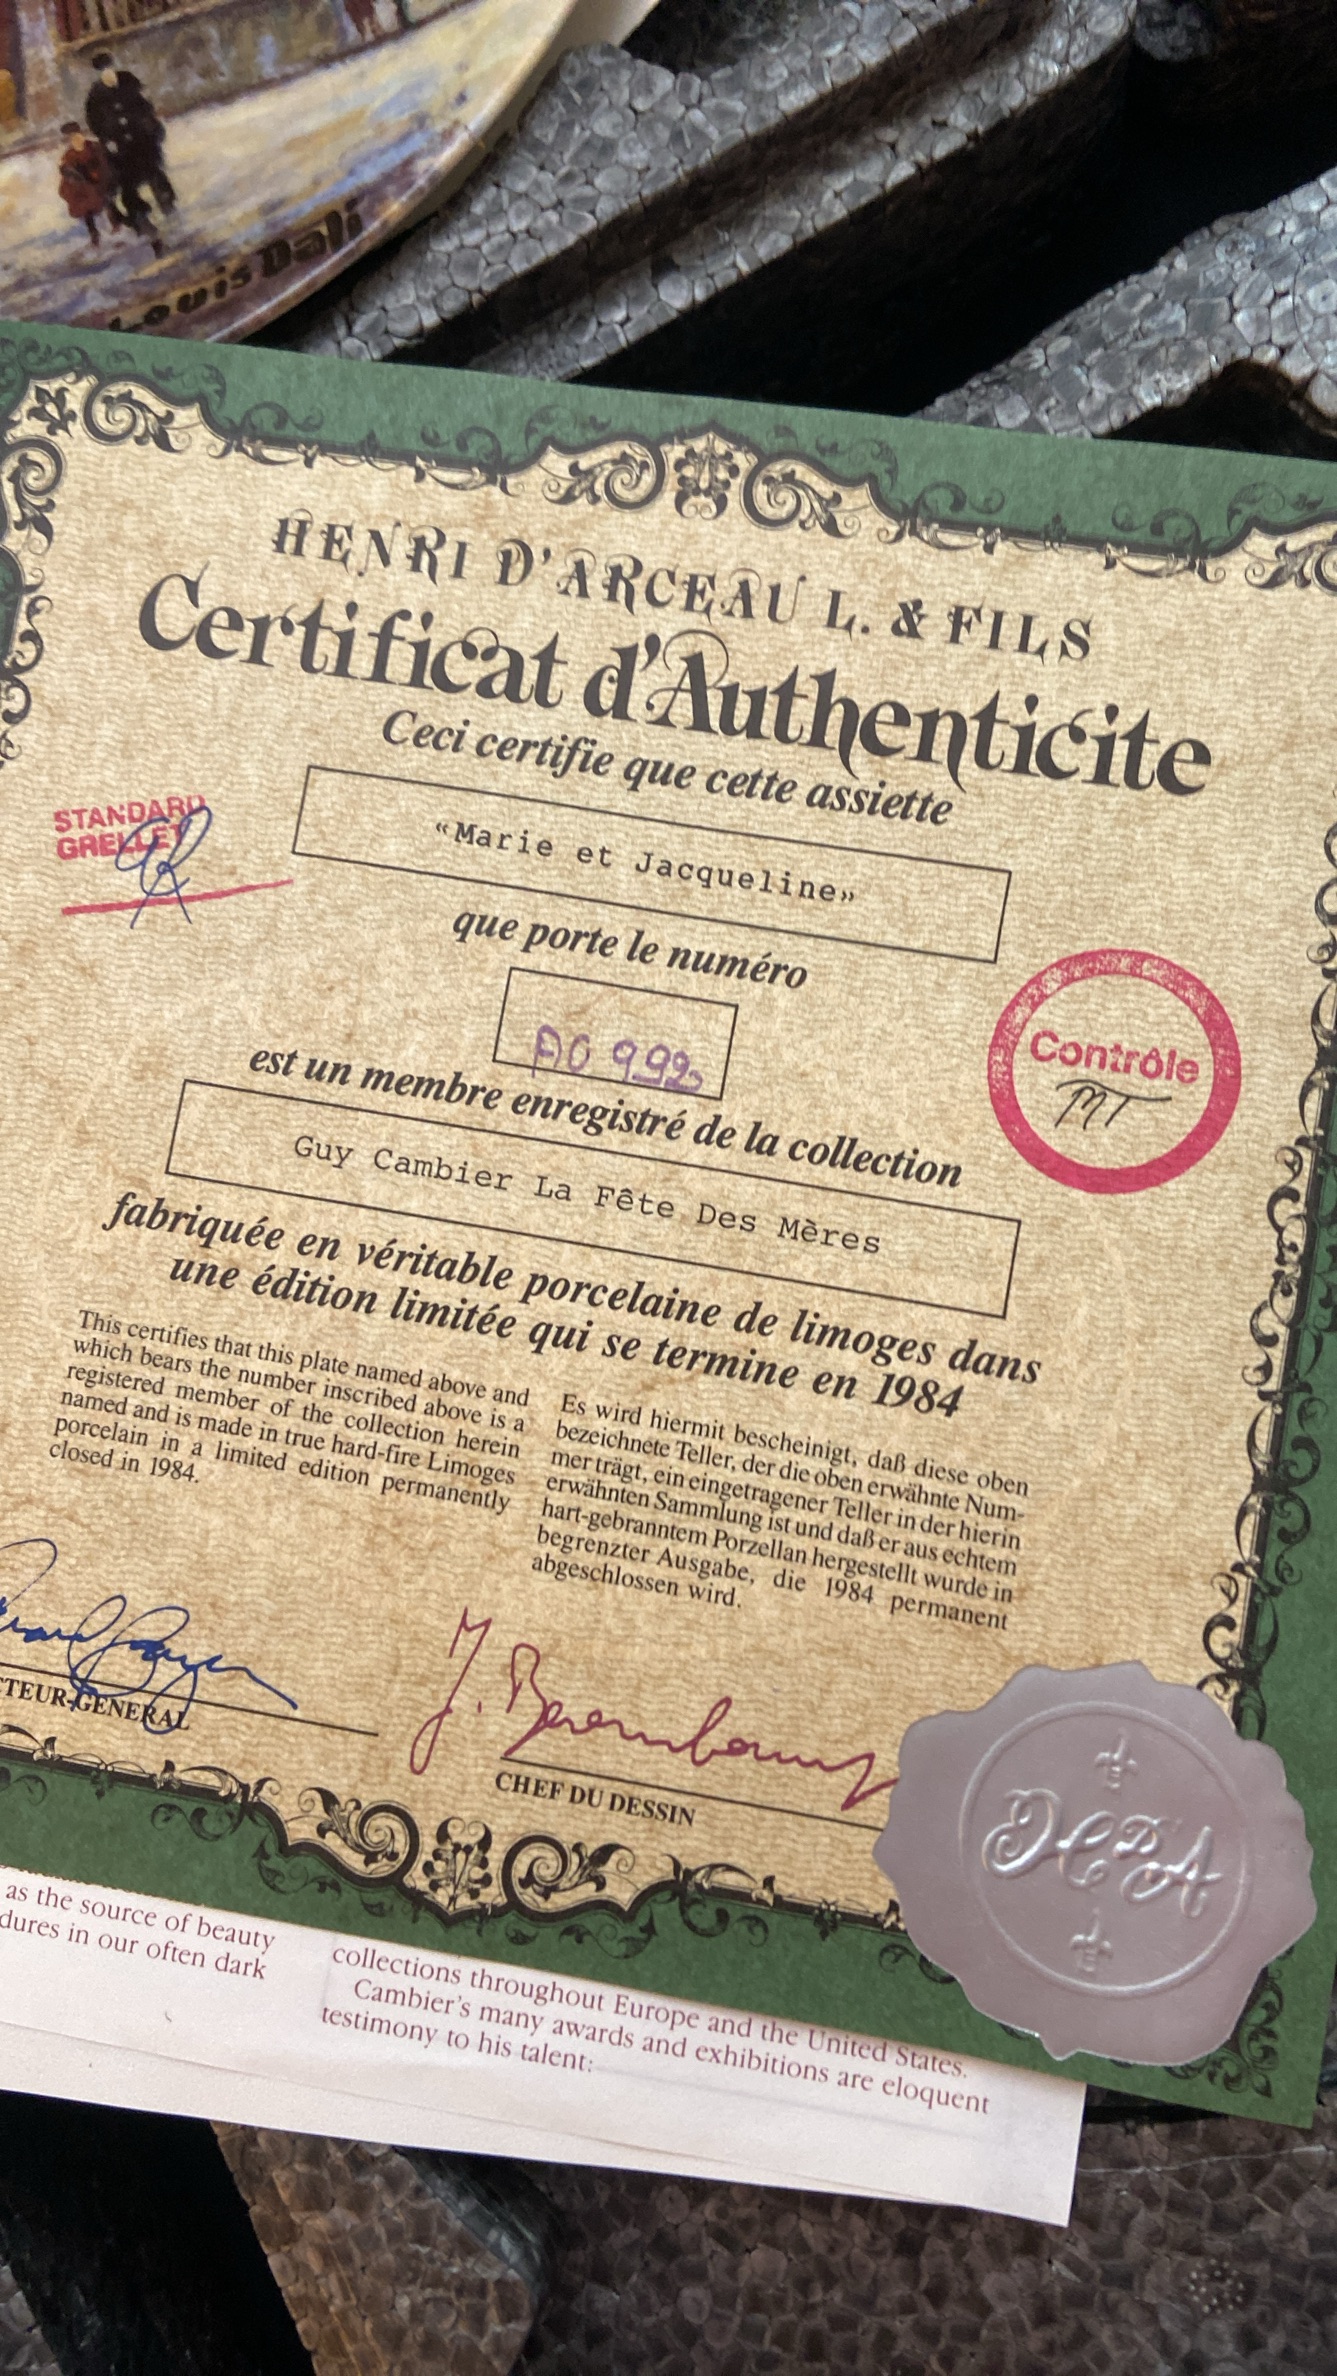 Louis Dali
HENRI D'ARCEAU L. & FILS
Certificat d'Authenticite
Ceci certifie que cette assiette
STANDARD
GRELLET
«Marie et Jacqueline»
que porte le numéro
AO 992
Contrôle
MT
est un membre enregistré de la collection
Guy Cambier La Fête Des Mères
fabriquée en véritable porcelaine de limoges dans
une édition limitée qui se termine en 1984
This certifies that this plate named above and
which bears the number inscribed above is a
registered member of the collection herein
named and is made in true hard-fire Limoges
porcelain in a limited edition permanently
closed in 1984.
Es wird hiermit bescheinigt, daß diese oben
bezeichnete Teller, der die oben erwähnte Num-
mer trägt, ein eingetragener Teller in der hierin
erwähnten Sammlung ist und daß er aus echtem
hart-gebranntem Porzellan hergestellt wurde in
begrenzter Ausgabe, die 1984 permanent
abgeschlossen wird.
CTEUR-GENERAL
CHEF DU DESSIN
HD'A
as the source of beauty
dures in our often dark
collections throughout Europe and the United States.
Cambier's many awards and exhibitions are eloquent
testimony to his talent: